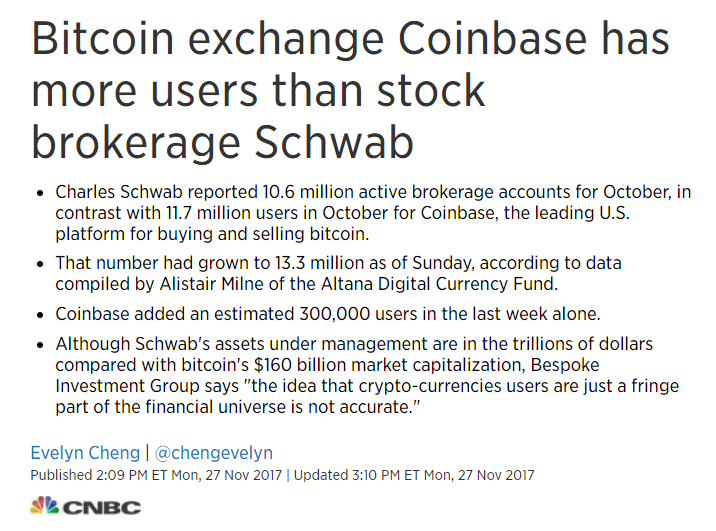 Bitcoin exchange Coinbase has
more users than stock
brokerage Schwab
• Charles Schwab reported 10.6 million active brokerage accounts for October, in
contrast with 11.7 million users in October for Coinbase, the leading U.S.
platform for buying and selling bitcoin.
• That number had grown to 13.3 million as of Sunday, according to data
compiled by Alistair Milne of the Altana Digital Currency Fund.
• Coinbase added an estimated 300,000 users in the last week alone.
• Although Schwab's assets under management are in the trillions of dollars
compared with bitcoin's $160 billion market capitalization, Bespoke
Investment Group says "the idea that crypto-currencies users are just a fringe
part of the financial universe is not accurate."
Evelyn Cheng | @chengevelyn
Published 2:09 PM ET Mon, 27 Nov 2017 | Updated 3:10 PM ET Mon, 27 Nov 2017
CNBC